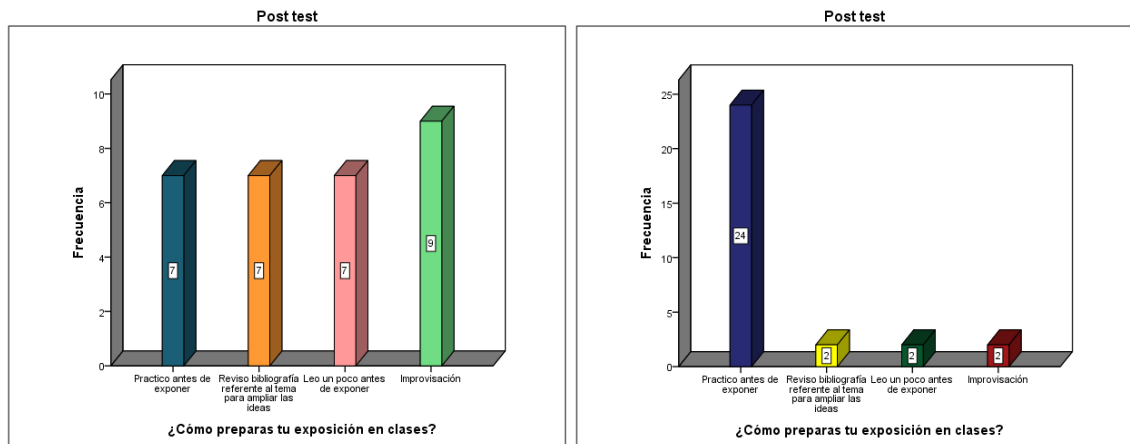 Post test
Frecuencia
10
8
6
4
2
0
7
7
7
9
Practico antes de
exponer
Reviso bibliografía
referente al tema
para ampliar las
ideas
Leo un poco antes
de exponer
Improvisación
¿Cómo preparas tu exposición en clases?
Post test
Frecuencia
25
20
15
10
5
0
24
2
2
2
Practico antes de
exponer
Reviso bibliografía
referente al tema
para ampliar las
ideas
Leo un poco antes
de exponer
Improvisación
¿Cómo preparas tu exposición en clases?